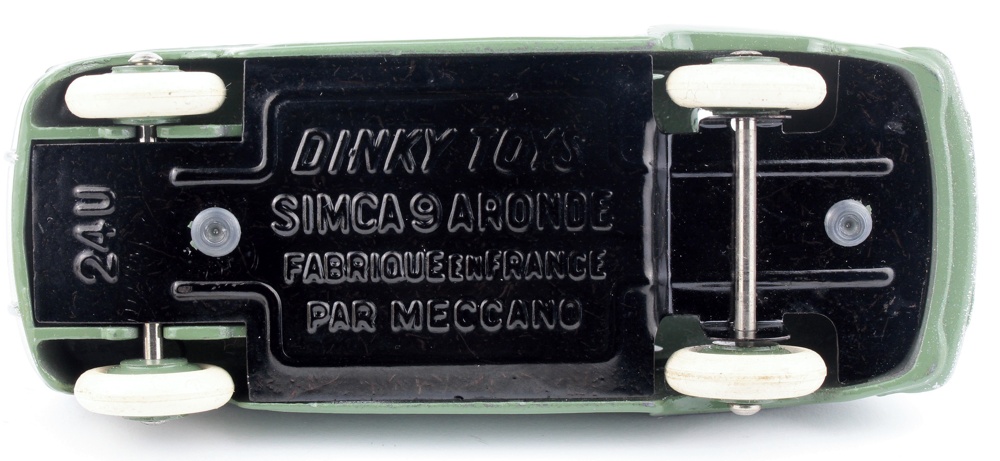 DINKY TOYS
SIMCA 9 ARONDE
FABRIQUE EN FRANCE
PAR MECCANO
24U